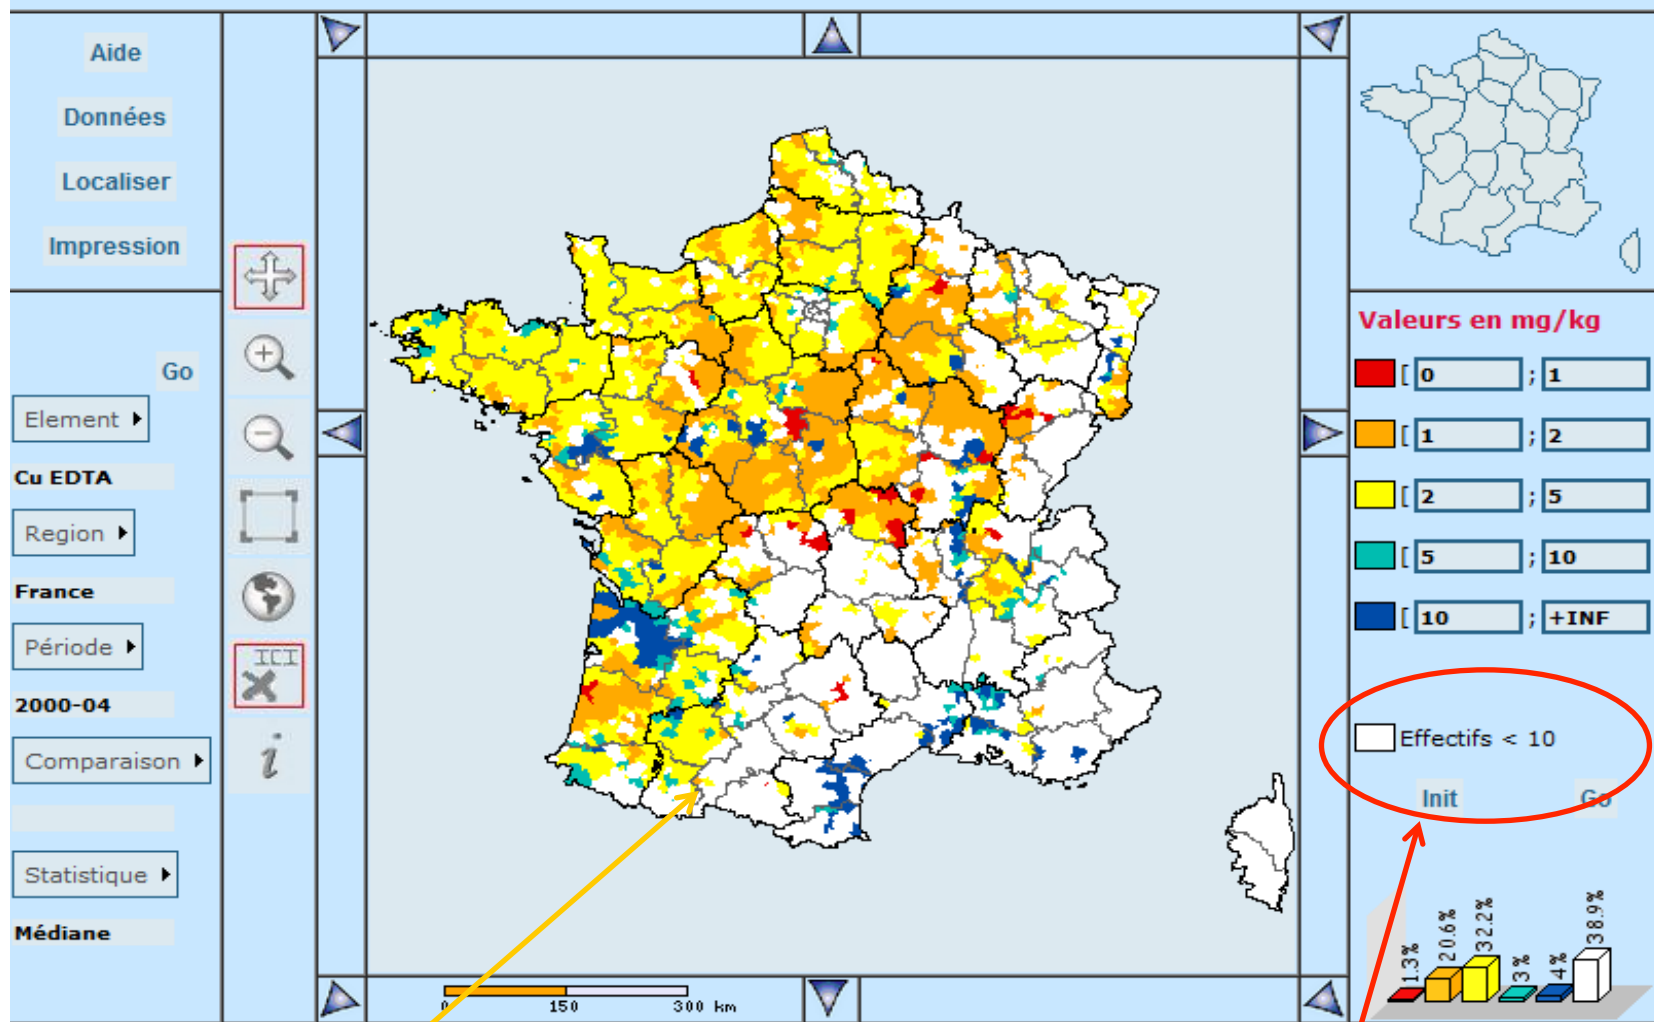 Aide
Données
Localiser
Impression
Go
Element
Cu EDTA
Region
France
Période
2000-04
Comparaison
Statistique
Médiane
ICI
i
0 150 300 km
Valeurs en mg/kg
[ 0 ; 1
[ 1 ; 2
[ 2 ; 5
[ 5 ; 10
[ 10 ; +INF
Effectifs < 10
Init Go
1.3% 20.6% 32.2% 3% 4% 38.9%